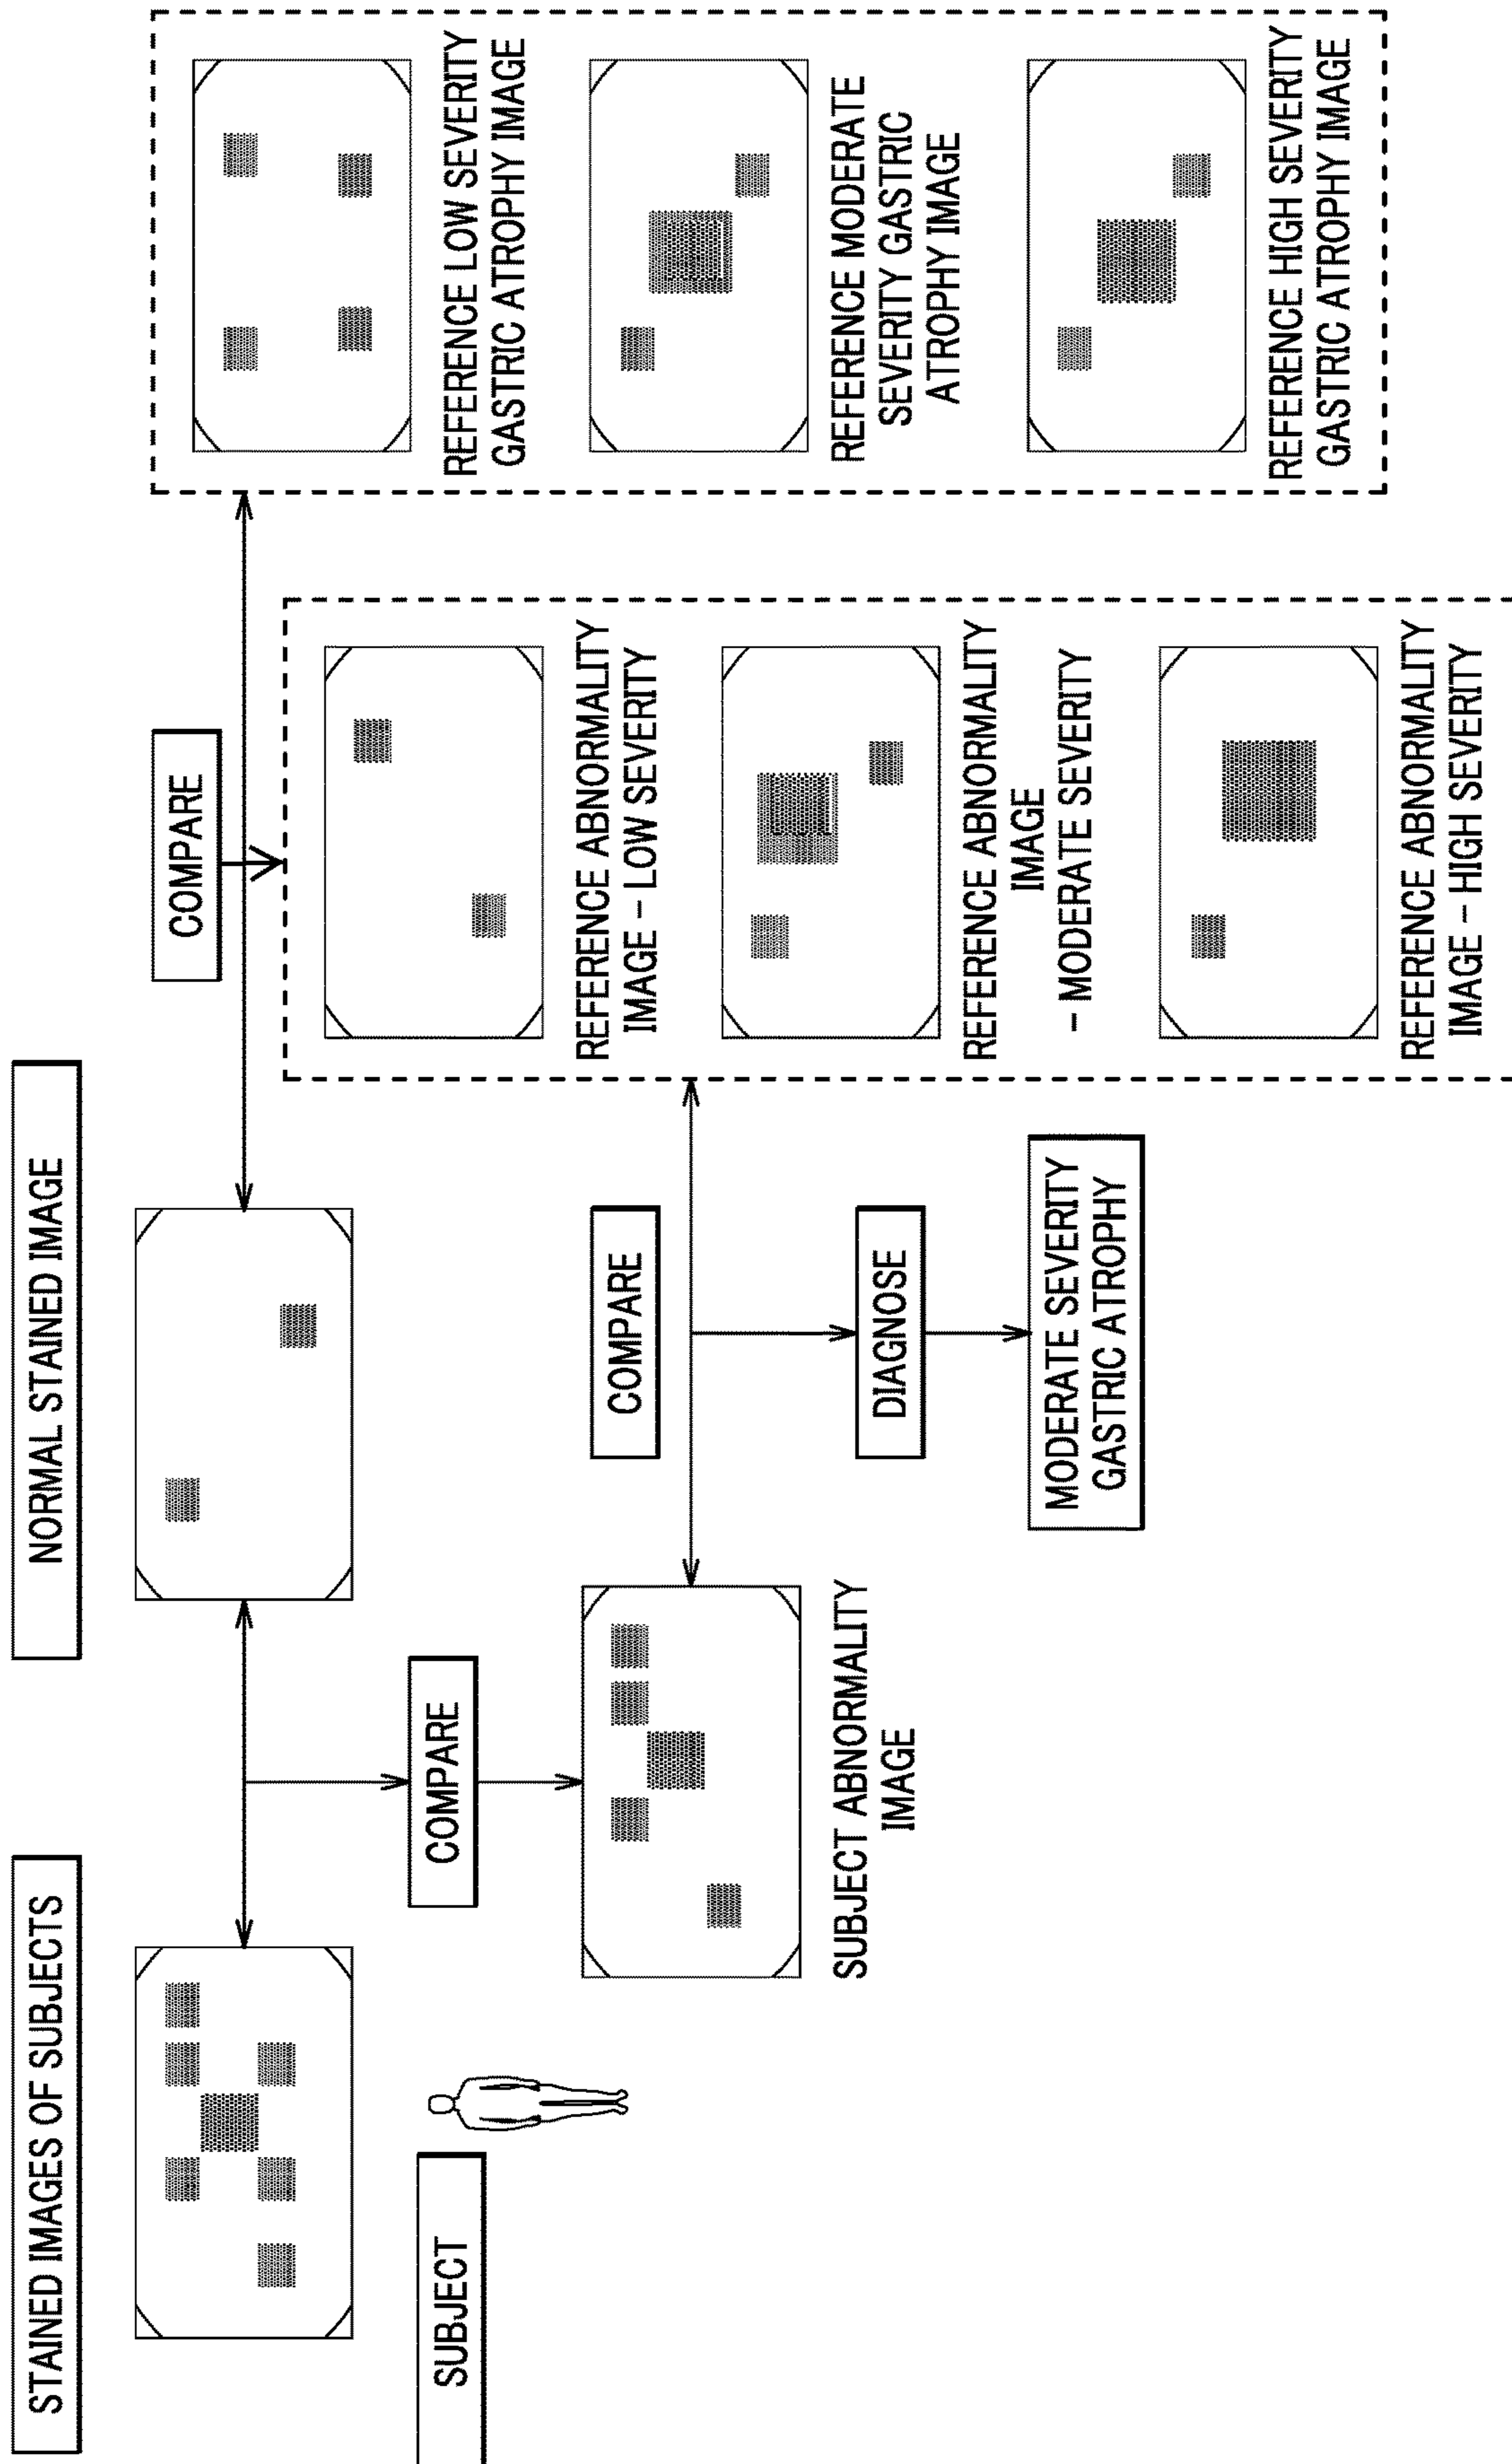 STAINED IMAGES OF SUBJECTS
NORMAL STAINED IMAGE
COMPARE
REFERENCE LOW SEVERITY
GASTRIC ATROPHY IMAGE
REFERENCE MODERATE
SEVERITY GASTRIC
ATROPHY IMAGE
REFERENCE HIGH SEVERITY
GASTRIC ATROPHY IMAGE
REFERENCE ABNORMALITY
IMAGE – LOW SEVERITY
REFERENCE ABNORMALITY
IMAGE
– MODERATE SEVERITY
REFERENCE ABNORMALITY
IMAGE – HIGH SEVERITY
SUBJECT
COMPARE
SUBJECT ABNORMALITY
IMAGE
COMPARE
DIAGNOSE
MODERATE SEVERITY
GASTRIC ATROPHY